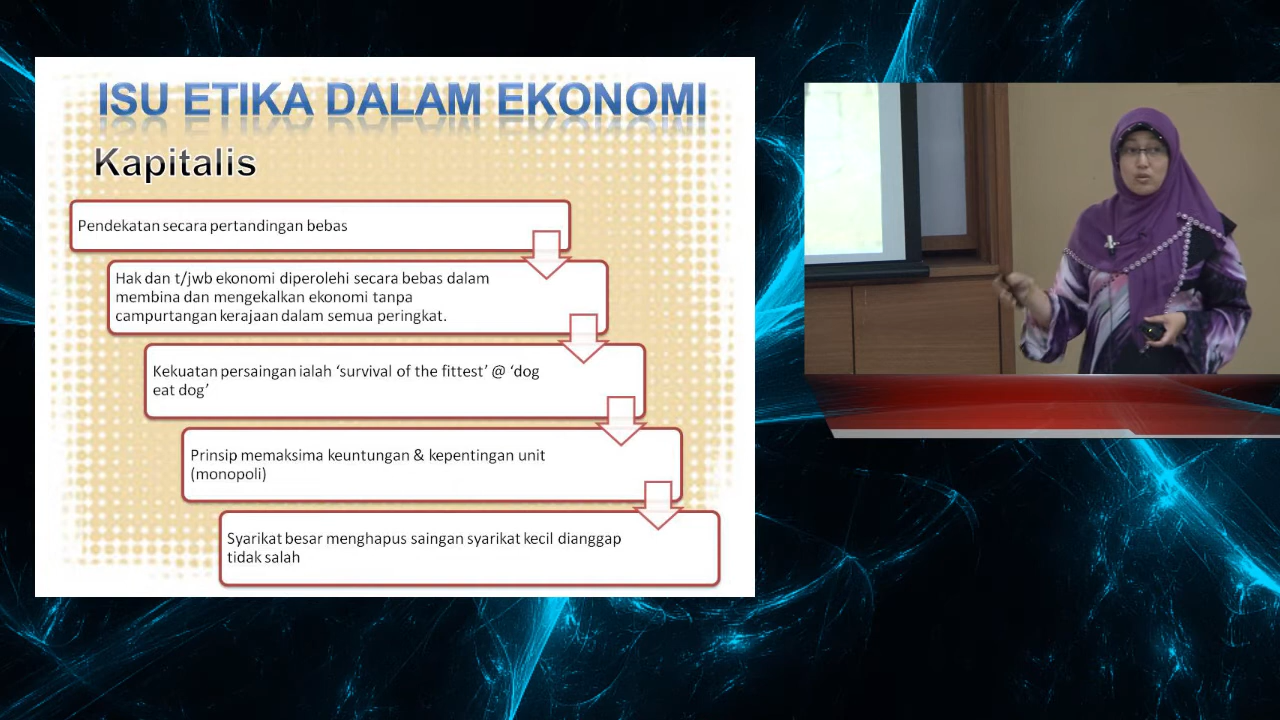 ISU ETIKA DALAM EKONOMI
Kapitalis
Pendekatan secara pertandingan bebas
Hak dan t/jwb ekonomi diperolehi secara bebas dalam
membina dan mengekalkan ekonomi tanpa
campurtangan kerajaan dalam semua peringkat.
Kekuatan persaingan ialah ‘survival of the fittest’ @ ‘dog
eat dog’
Prinsip memaksima keuntungan & kepentingan unit
(monopoli)
Syarikat besar menghapus saingan syarikat kecil dianggap
tidak salah